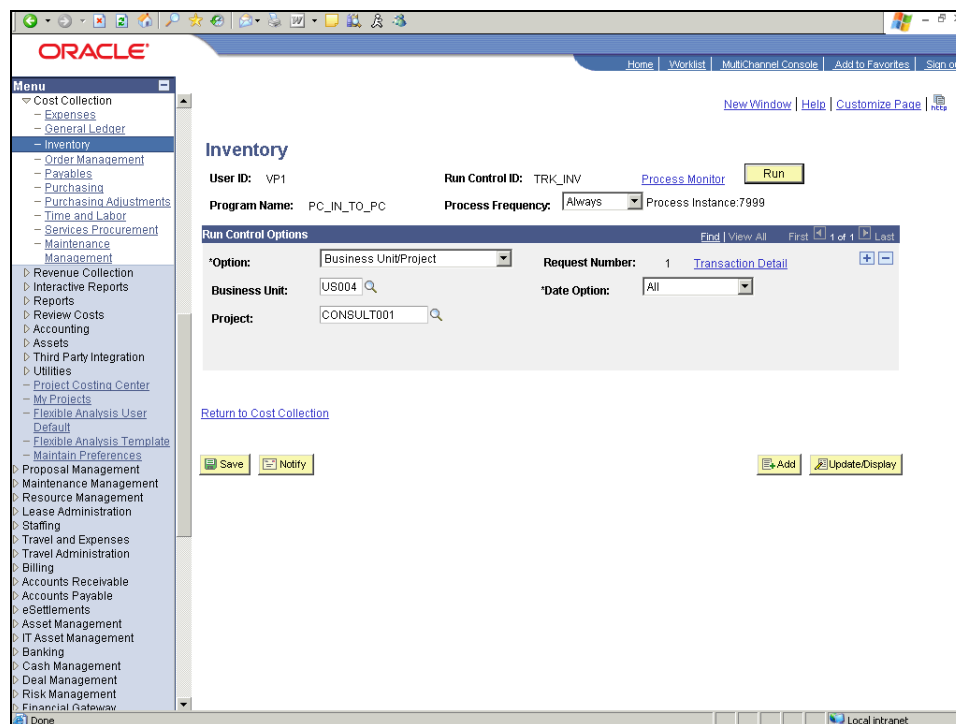 ORACLE'
Home | Worklist | MultiChannel Console | Add to Favorites | Sign ou
Menu
Cost Collection
Expenses
General Ledger
Inventory
Order Management
Payables
Purchasing
Purchasing Adjustments
Time and Labor
Services Procurement
Maintenance
Management
Revenue Collection
Interactive Reports
Reports
Review Costs
Accounting
Assets
Third Party Integration
Utilities
Project Costing Center
My Projects
Flexible Analysis User
Default
Flexible Analysis Template
Maintain Preferences
Proposal Management
Maintenance Management
Resource Management
Lease Administration
Staffing
Travel and Expenses
Travel Administration
Billing
Accounts Receivable
Accounts Payable
eSettlements
Asset Management
IT Asset Management
Banking
Cash Management
Deal Management
Risk Management
Financial Gateway
New Window | Help | Customize Page | http
Inventory
User ID: VP1 Run Control ID: TRK_INV Process Monitor Run
Program Name: PC_IN_TO_PC Process Frequency: Always Process Instance:7999
Run Control Options Find | View All First 1 of 1 Last
*Option: Business Unit/Project Request Number: 1 Transaction Detail
Business Unit: US004 *Date Option: All
Project: CONSULT001
Return to Cost Collection
Save Notify Add Update/Display
Done Local intranet